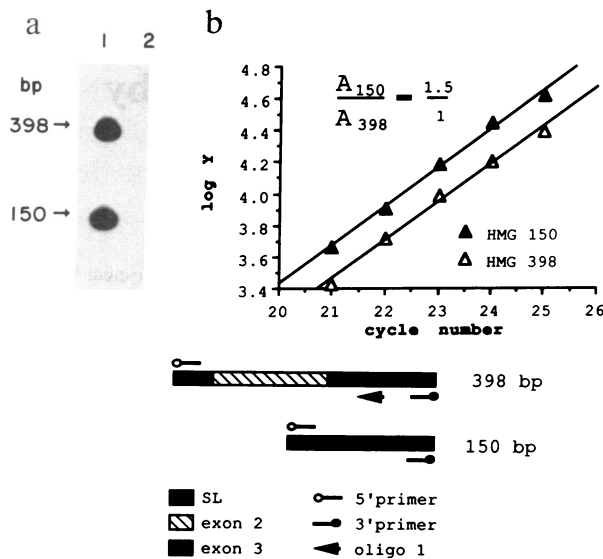 a
1 2
bp
398→
150→
b
log Y
4.8
4.6
4.4
4.2
4.0
3.8
3.6
3.4
A150 / A398 = 1.5 / 1
HMG 150
HMG 398
20 21 22 23 24 25 26
cycle number
398 bp
150 bp
SL
exon 2
exon 3
5'primer
3'primer
oligo 1